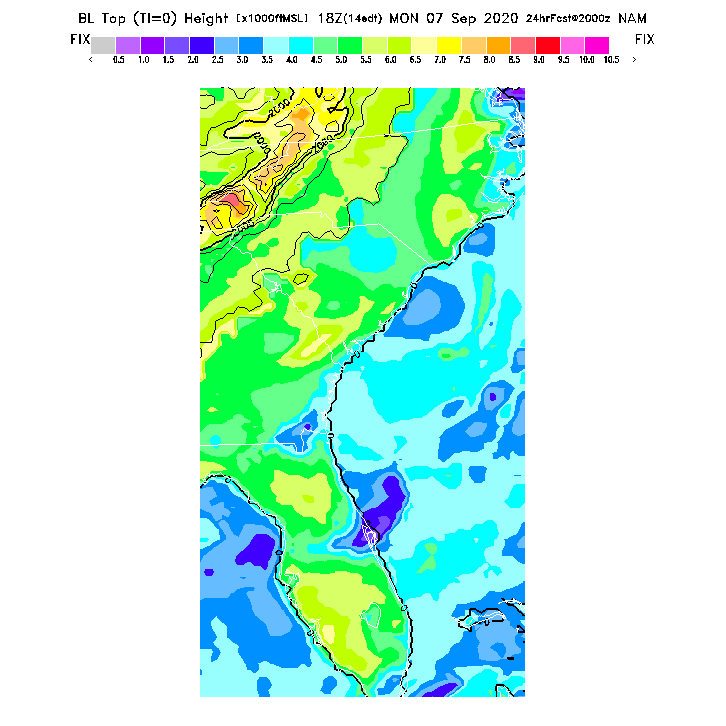 BL Top (TI=0) Height [x1000ftMSL] 18Z(14edt) MON 07 Sep 2020 24hrFcst@2000z NAM
FIX FIX
< 0.5 1.0 1.5 2.0 2.5 3.0 3.5 4.0 4.5 5.0 5.5 6.0 6.5 7.0 7.5 8.0 8.5 9.0 9.5 10.0 10.5 >
2000
2000